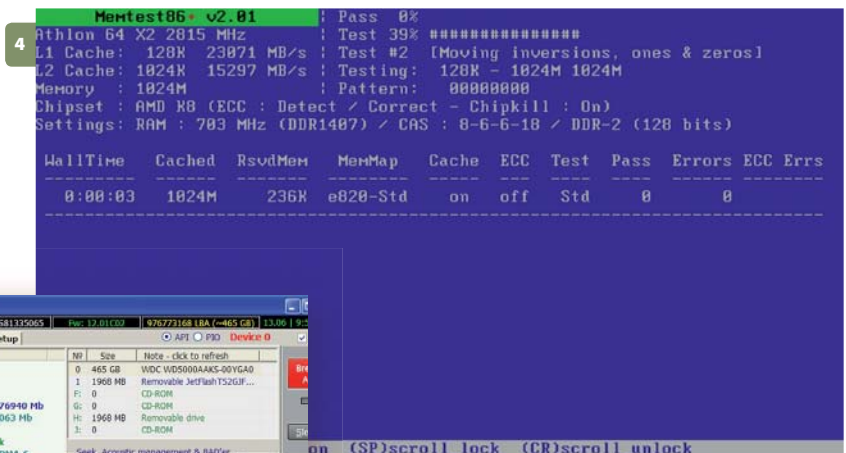 4
Memtest86+ v2.01 | Pass 0%
Athlon 64 X2 2815 MHz | Test 39% ###############
L1 Cache: 128K 23071 MB/s | Test #2 [Moving inversions, ones & zeros]
L2 Cache: 1024K 15297 MB/s | Testing: 128K - 1024M 1024M
Memory : 1024M | Pattern: 00000000
Chipset : AMD K8 (ECC : Detect / Correct - Chipkill : On)
Settings: RAM : 703 MHz (DDR1407) / CAS : 8-6-6-18 / DDR-2 (128 bits)
WallTime Cached RsvdMem MemMap Cache ECC Test Pass Errors ECC Errs
0:00:03 1024M 236K e820-Std on off Std 0 0
581335065 Fw: 12.01C02 976773168 LBA (~465 GB) 13.06 | 9:5
etup API PIO Device 0
Nº Size Note - click to refresh
0 465 GB WDC WD5000AAKS-00YGA0
1 1968 MB Removable JetFlashTS2GJF...
F: 0 CD-ROM
76940 Mb G: 0 CD-ROM
063 Mb H: 1968 MB Removable drive
J: 0 CD-ROM
Seek, Acoustic management &
on (SP)scroll lock (CR)scroll unlock